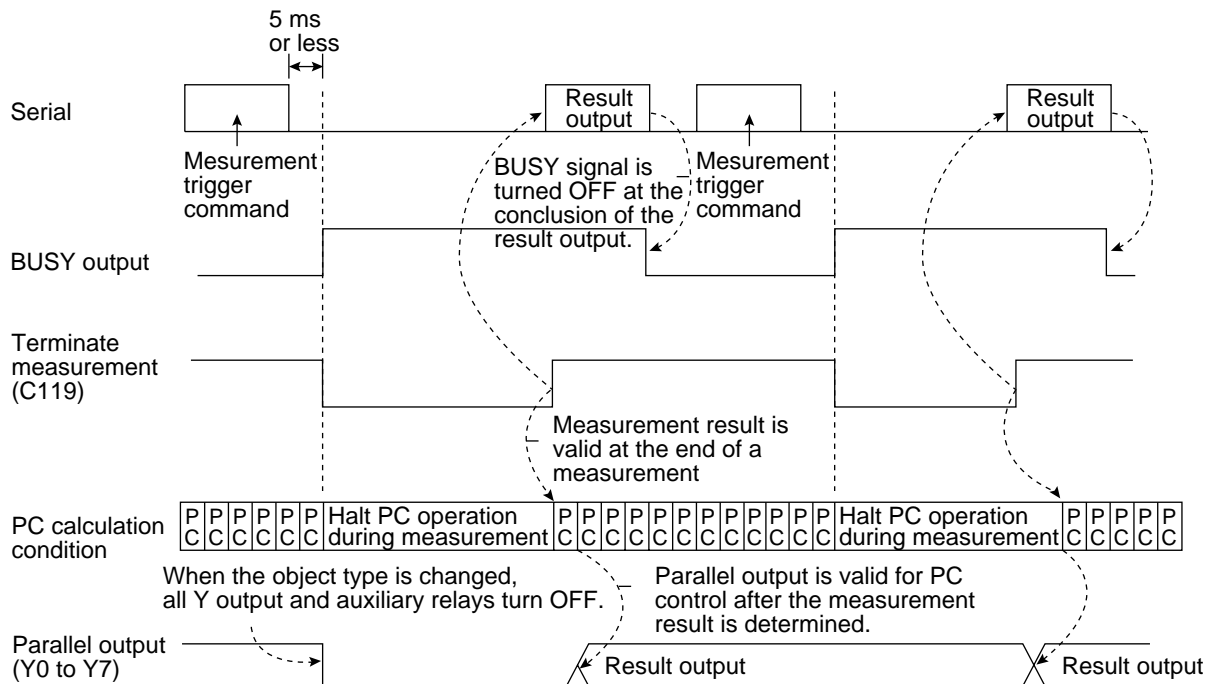 5 ms
or less
Serial
Result
output
Result
output
Mesurement
trigger
command
BUSY signal is
turned OFF at the
conclusion of the
result output.
Mesurement
trigger
command
BUSY output
Terminate
measurement
(C119)
Measurement result is
valid at the end of a
measurement
PC calculation
condition
P P P P P P Halt PC operation P P P P P P P P P P P P Halt PC operation P P P P P
C C C C C C during measurement C C C C C C C C C C C C during measurement C C C C C
When the object type is changed,
all Y output and auxiliary relays turn OFF.
Parallel output is valid for PC
control after the measurement
result is determined.
Parallel output
(Y0 to Y7)
Result output
Result output